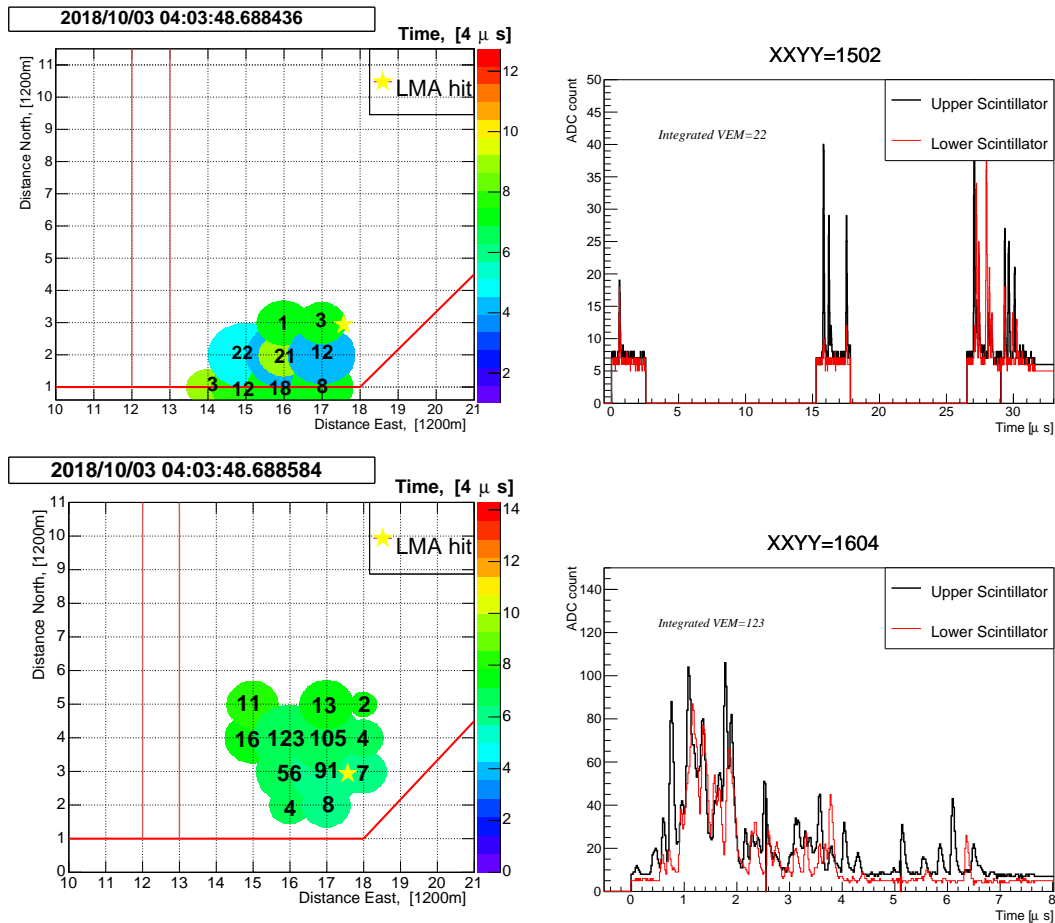 2018/10/03 04:03:48.688436
Time, [4 μ s]
LMA hit
Distance North, [1200m]
11
10
9
8
7
6
5
4
3
2
1
1 3
22 21 12
3 12 18 8
10 11 12 13 14 15 16 17 18 19 20 21
Distance East, [1200m]
12
10
8
6
4
2
XXYY=1502
ADC count
Integrated VEM=22
Upper Scintillator
Lower Scintillator
50
45
40
35
30
25
20
15
10
5
0
0 5 10 15 20 25 30
Time [μ s]
2018/10/03 04:03:48.688584
Time, [4 μ s]
LMA hit
Distance North, [1200m]
11
10
9
8
7
6
5
4
3
2
1
0
11 13 2
16 123 105 4
56 91 7
4 8
10 11 12 13 14 15 16 17 18 19 20 21
Distance East, [1200m]
14
12
10
8
6
4
2
0
XXYY=1604
ADC count
Integrated VEM=123
Upper Scintillator
Lower Scintillator
140
120
100
80
60
40
20
0
0 1 2 3 4 5 6 7 8
Time [μ s]